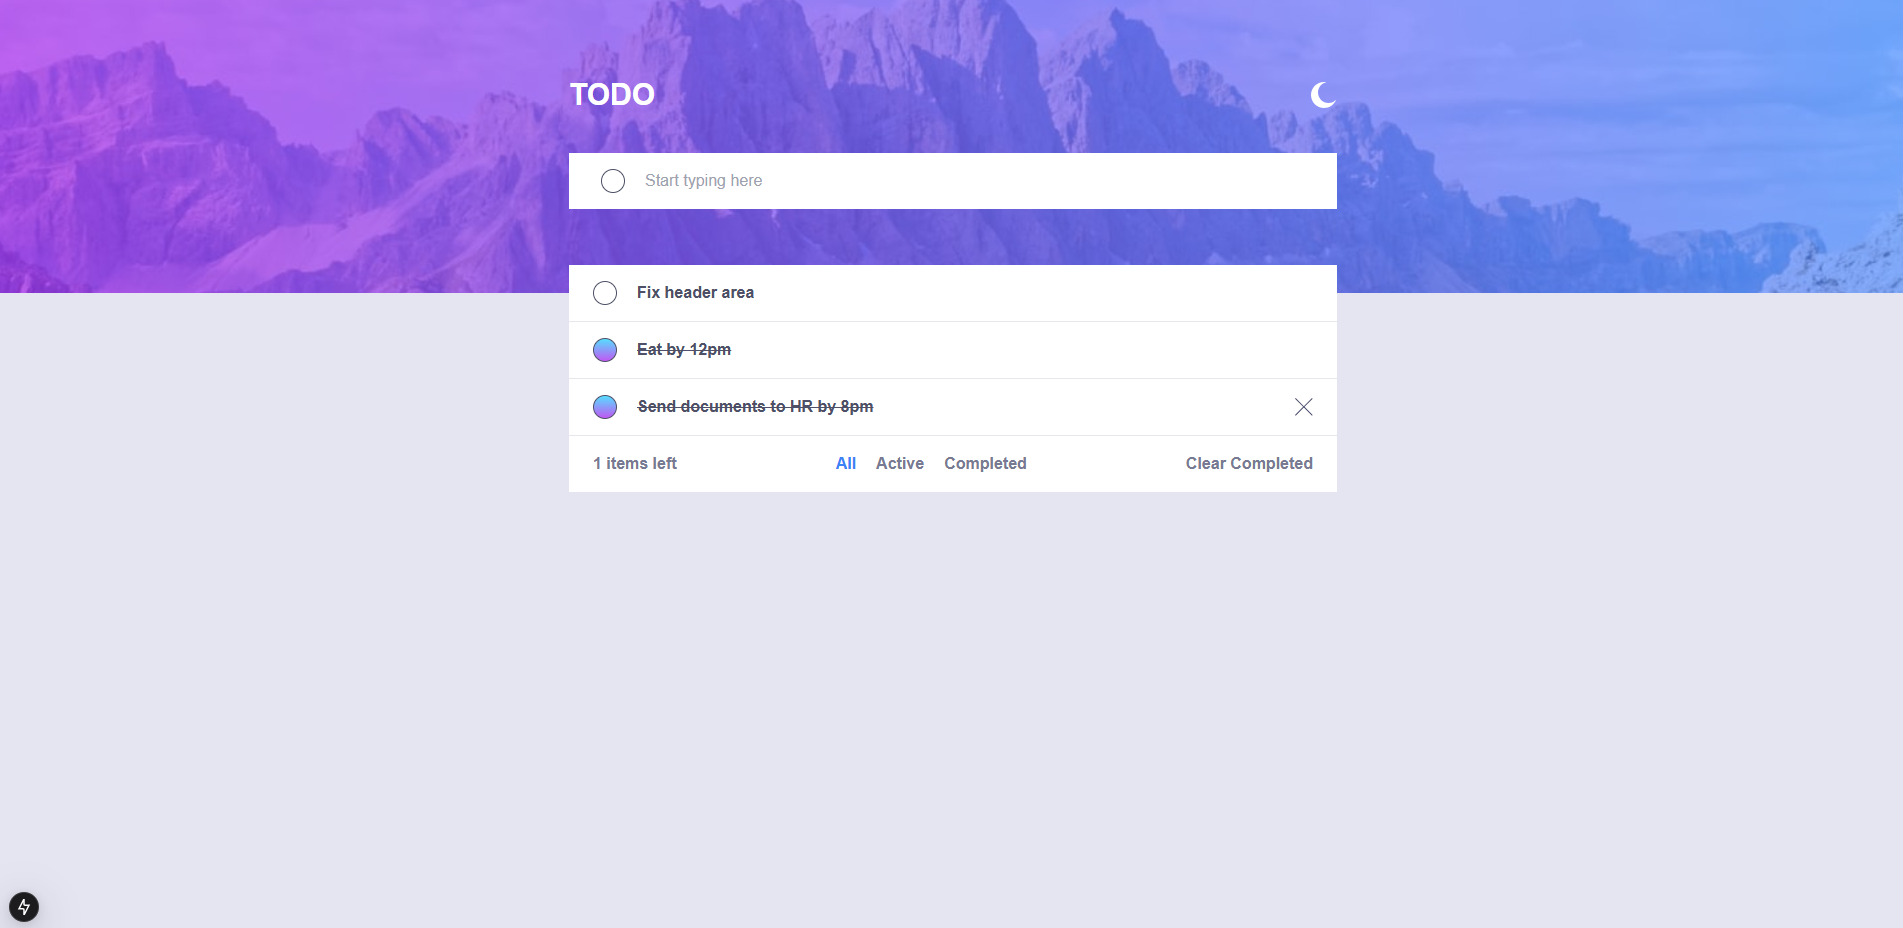 TODO
Start typing here
Fix header area
Eat by 12pm
Send documents to HR by 8pm
1 items left All Active Completed Clear Completed